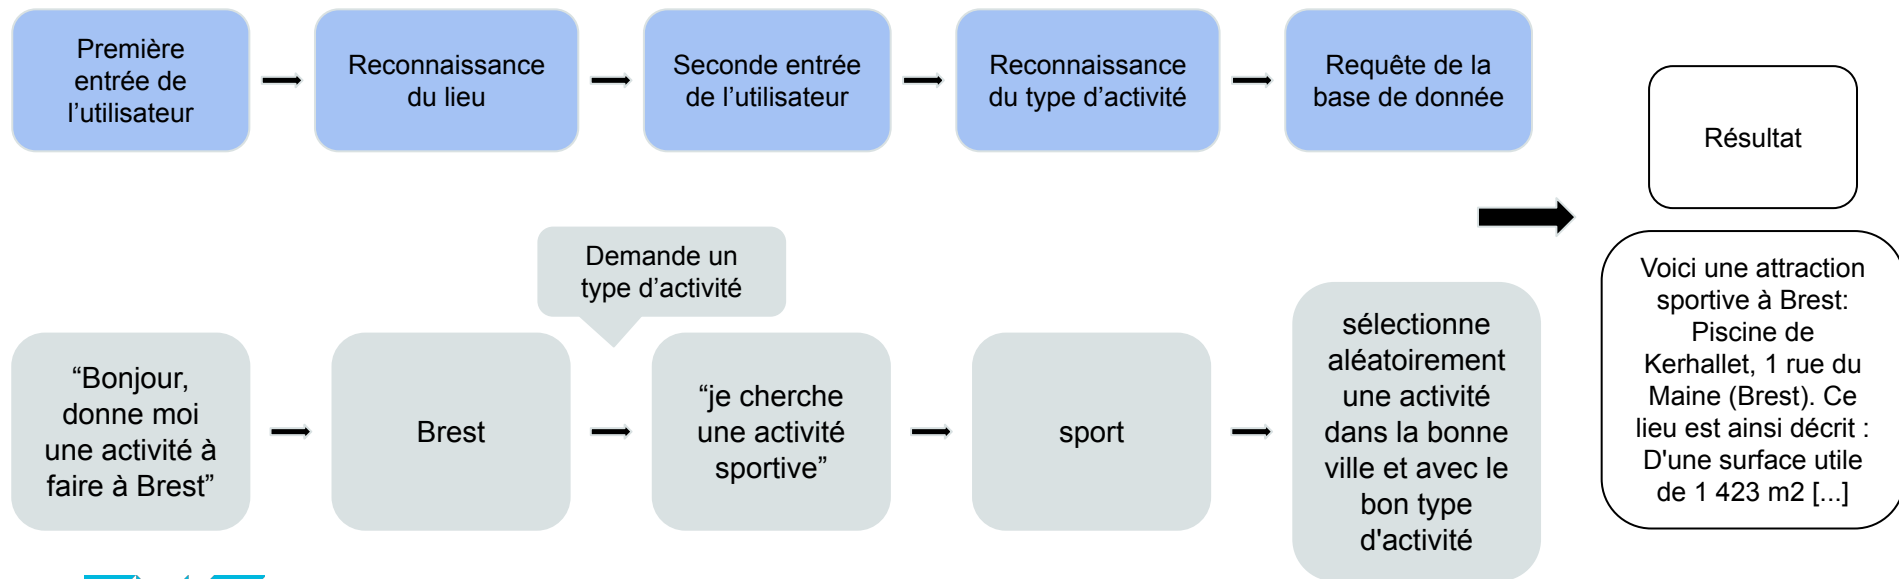 Première
entrée de
l’utilisateur
Reconnaissance
du lieu
Seconde entrée
de l’utilisateur
Reconnaissance
du type d’activité
Requête de la
base de donnée
Résultat
Demande un
type d’activité
“Bonjour,
donne moi
une activité à
faire à Brest”
Brest
“je cherche
une activité
sportive”
sport
sélectionne
aléatoirement
une activité
dans la bonne
ville et avec le
bon type
d'activité
Voici une attraction
sportive à Brest:
Piscine de
Kerhallet, 1 rue du
Maine (Brest). Ce
lieu est ainsi décrit :
D'une surface utile
de 1 423 m2 [...]